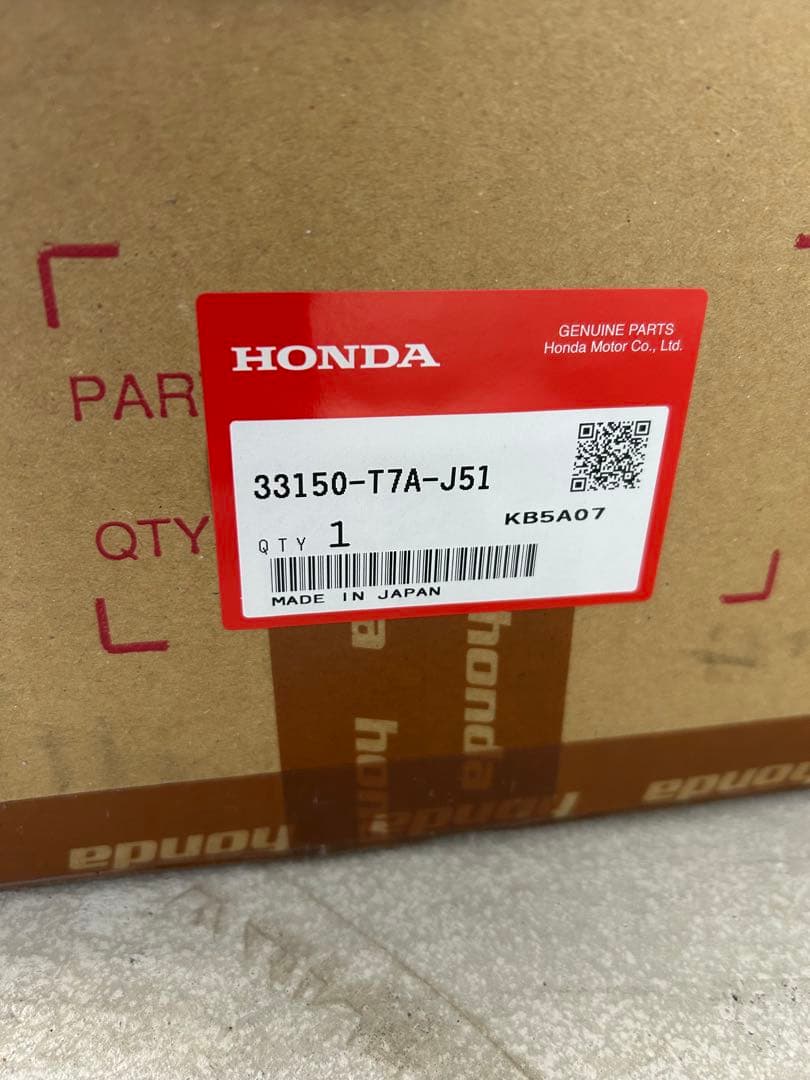 HONDA
GENUINE PARTS
Honda Motor Co., Ltd.
PAR
33150-T7A-J51
KB5A07
QTY
QTY 1
MADE IN JAPAN
honda
honda
honda
honda
honda